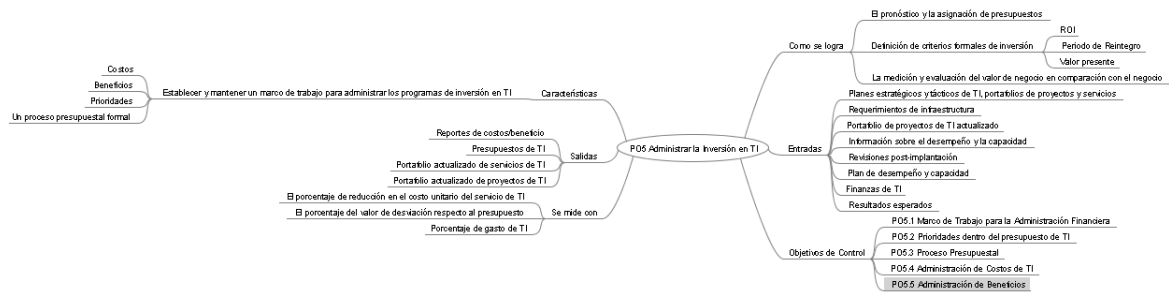 PO5 Administrar la Inversión en TI
Como se logra
El pronóstico y la asignación de presupuestos
Definición de criterios formales de inversión
ROI
Periodo de Reintegro
Valor presente
La medición y evaluación del valor de negocio en comparación con el negocio
Entradas
Planes estratégicos y tácticos de TI, portafolios de proyectos y servicios
Requerimientos de infraestructura
Portafolio de proyectos de TI actualizado
Información sobre el desempeño y la capacidad
Revisiones post-implantación
Plan de desempeño y capacidad
Finanzas de TI
Resultados esperados
Objetivos de Control
PO5.1 Marco de Trabajo para la Administración Financiera
PO5.2 Prioridades dentro del presupuesto de TI
PO5.3 Proceso Presupuestal
PO5.4 Administración de Costos de TI
PO5.5 Administración de Beneficios
Características
Establecer y mantener un marco de trabajo para administrar los programas de inversión en TI
Costos
Beneficios
Prioridades
Un proceso presupuestal formal
Salidas
Reportes de costos/beneficio
Presupuestos de TI
Portafolio actualizado de servicios de TI
Portafolio actualizado de proyectos de TI
Se mide con
El porcentaje de reducción en el costo unitario del servicio de TI
El porcentaje del valor de desviación respecto al presupuesto
Porcentaje de gasto de TI